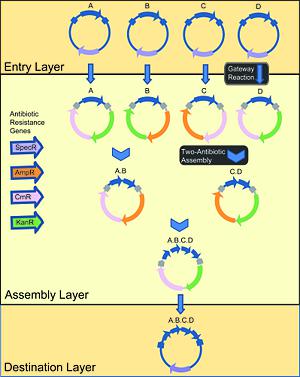 A B C D
Entry Layer
Gateway
Reaction
A B C D
Antibiotic
Resistance
Genes
SpecR
AmpR
CmR
KanR
Two-Antibiotic
Assembly
A.B C.D
A.B.C.D
Assembly Layer
A.B.C.D
Destination Layer